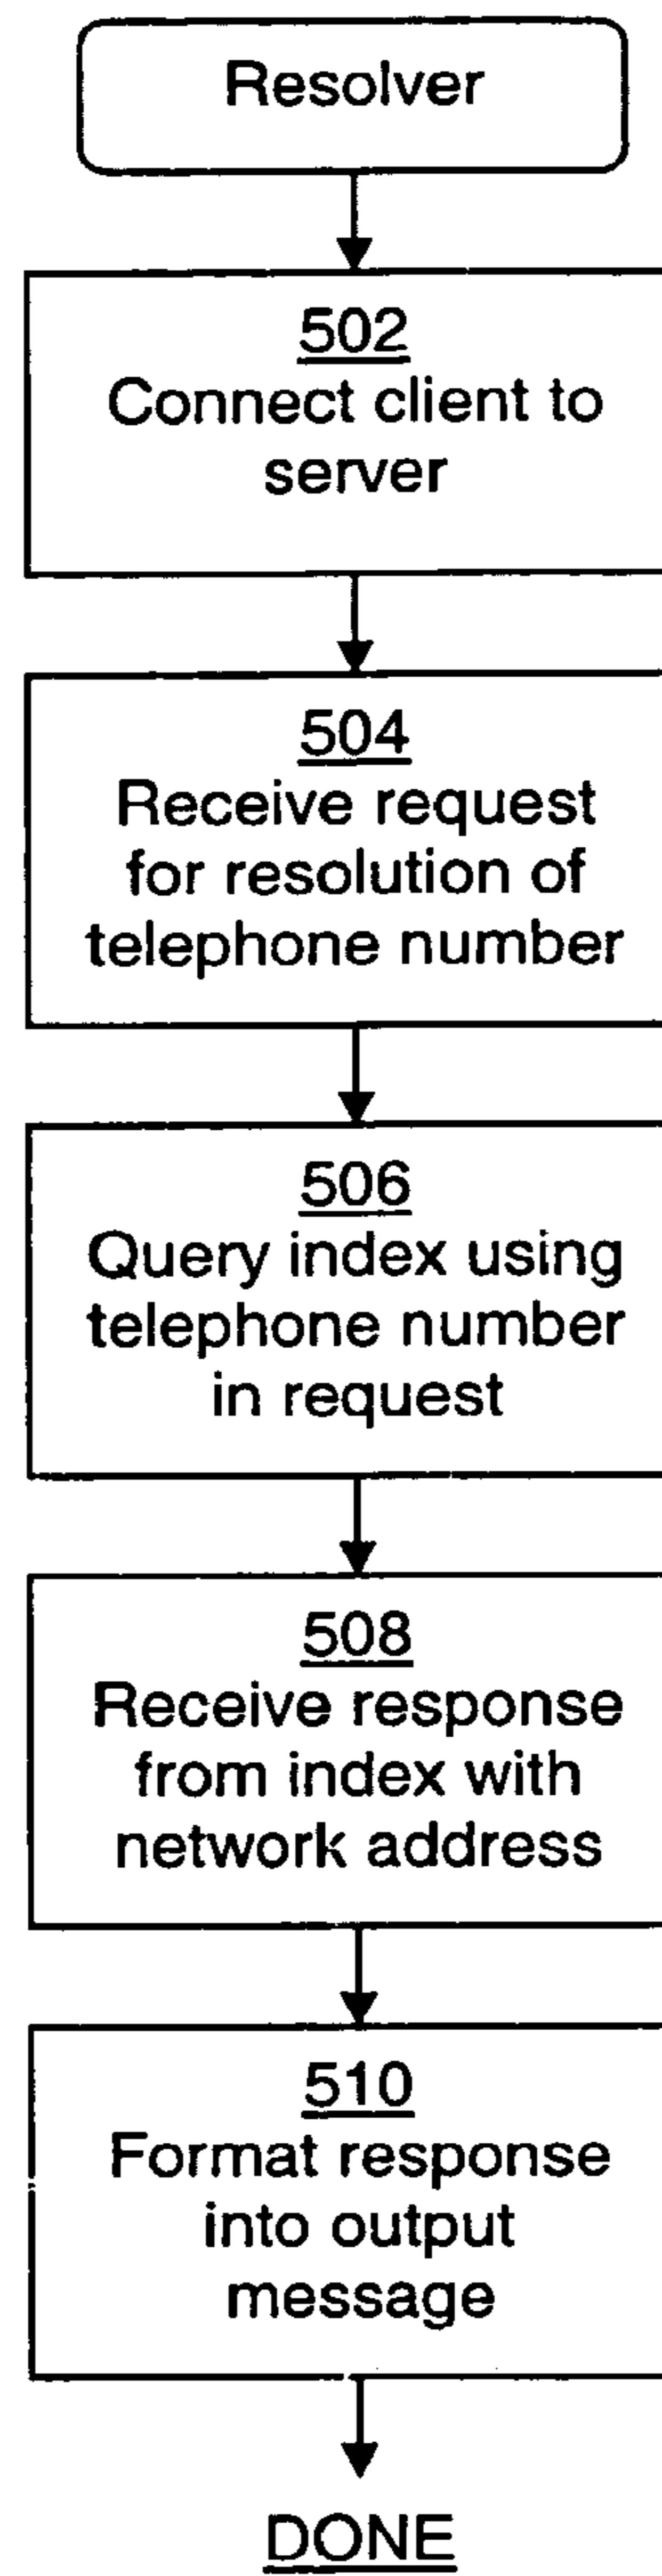 Resolver
502
Connect client to
server
504
Receive request
for resolution of
telephone number
506
Query index using
telephone number
in request
508
Receive response
from index with
network address
510
Format response
into output
message
DONE